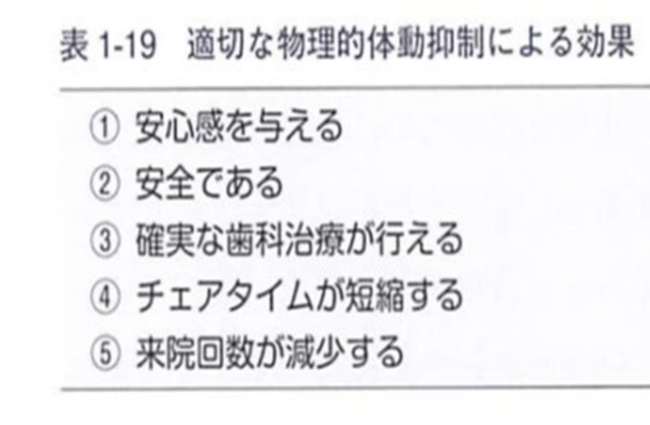 表1-19 適切な物理的体動抑制による効果
① 安心感を与える
② 安全である
③ 確実な歯科治療が行える
④ チェアタイムが短縮する
⑤ 来院回数が減少する